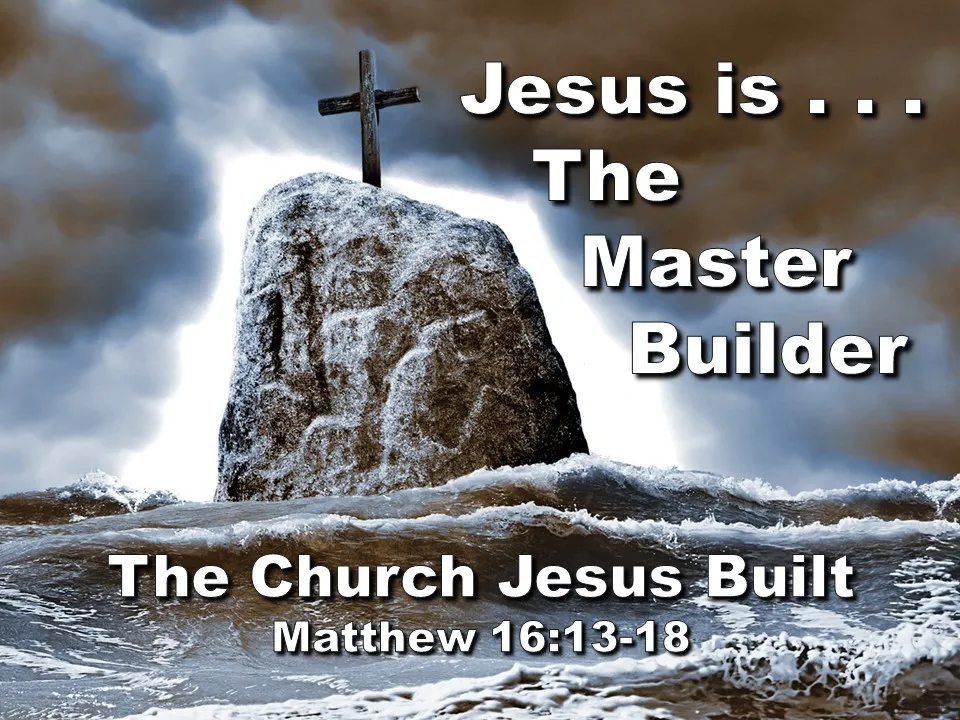 Jesus is . . .
The
Master
Builder
The Church Jesus Built
Matthew 16:13-18